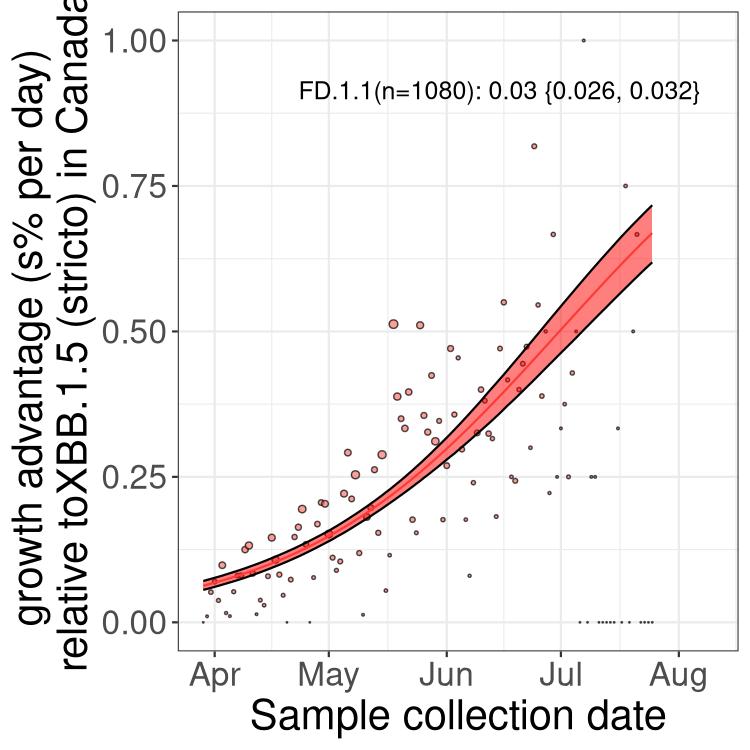 growth advantage (s% per day)
relative toXBB.1.5 (stricto) in Canada
1.00
0.75
0.50
0.25
0.00
FD.1.1(n=1080): 0.03 {0.026, 0.032}
Apr May Jun Jul Aug
Sample collection date